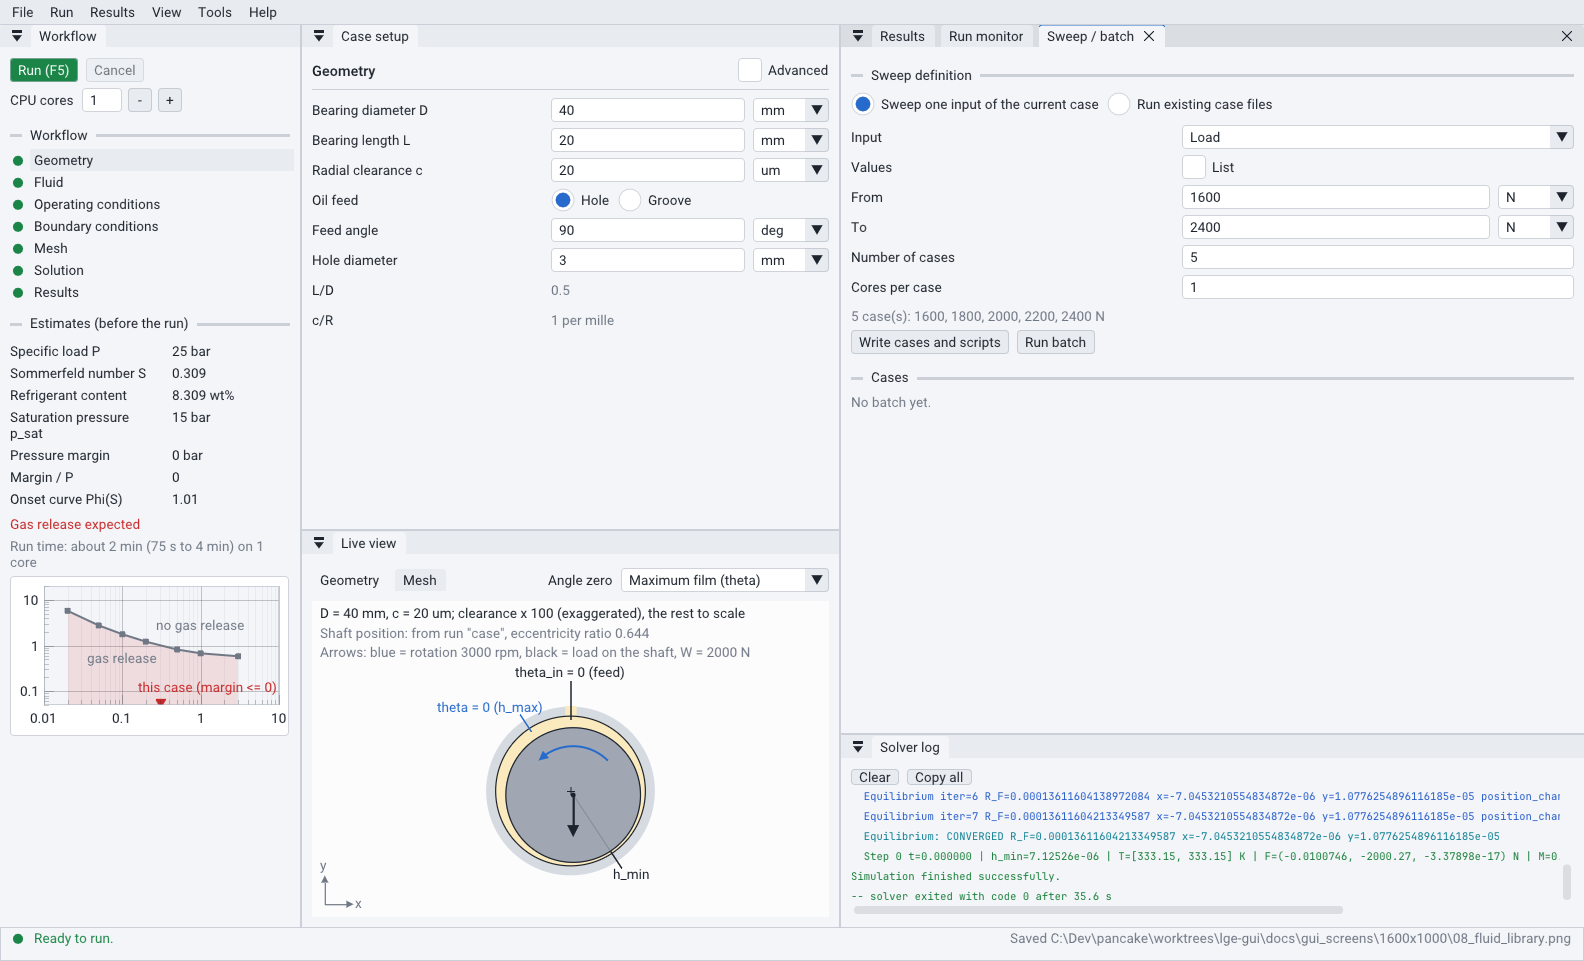 File Run Results View Tools Help
Workflow
Run (F5) Cancel
CPU cores 1 - +
Workflow
Geometry
Fluid
Operating conditions
Boundary conditions
Mesh
Solution
Results
Estimates (before the run)
Specific load P 25 bar
Sommerfeld number S 0.309
Refrigerant content 8.309 wt%
Saturation pressure p_sat 15 bar
Pressure margin 0 bar
Margin / P 0
Onset curve Phi(S) 1.01
Gas release expected
Run time: about 2 min (75 s to 4 min) on 1
core
10
no gas release
1
gas release
this case (margin <= 0)
0.1
0.01 0.1 1 10
Case setup
Geometry Advanced
Bearing diameter D 40 mm
Bearing length L 20 mm
Radial clearance c 20 um
Oil feed Hole Groove
Feed angle 90 deg
Hole diameter 3 mm
L/D 0.5
c/R 1 per mille
Live view
Geometry Mesh Angle zero Maximum film (theta)
D = 40 mm, c = 20 um; clearance x 100 (exaggerated), the rest to scale
Shaft position: from run "case", eccentricity ratio 0.644
Arrows: blue = rotation 3000 rpm, black = load on the shaft, W = 2000 N
theta_in = 0 (feed)
theta = 0 (h_max)
h_min
y
x
Results Run monitor Sweep / batch
Sweep definition
Sweep one input of the current case Run existing case files
Input Load
Values List
From 1600 N
To 2400 N
Number of cases 5
Cores per case 1
5 case(s): 1600, 1800, 2000, 2200, 2400 N
Write cases and scripts Run batch
Cases
No batch yet.
Solver log
Clear Copy all
Equilibrium iter=6 R_F=0.00013611604138972084 x=-7.0453210554834872e-06 y=1.0776254896116185e-05 position_char
Equilibrium iter=7 R_F=0.00013611604213349587 x=-7.0453210554834872e-06 y=1.0776254896116185e-05 position_char
Equilibrium: CONVERGED R_F=0.00013611604213349587 x=-7.0453210554834872e-06 y=1.0776254896116185e-05
Step 0 t=0.000000 | h_min=7.12526e-06 | T=[333.15, 333.15] K | F=(-0.0100746, -2000.27, -3.37898e-17) N | M=0.
Simulation finished successfully.
-- solver exited with code 0 after 35.6 s
Ready to run.
Saved C:\Dev\pancake\worktrees\lge-gui\docs\gui_screens\1600x1000\08_fluid_library.png